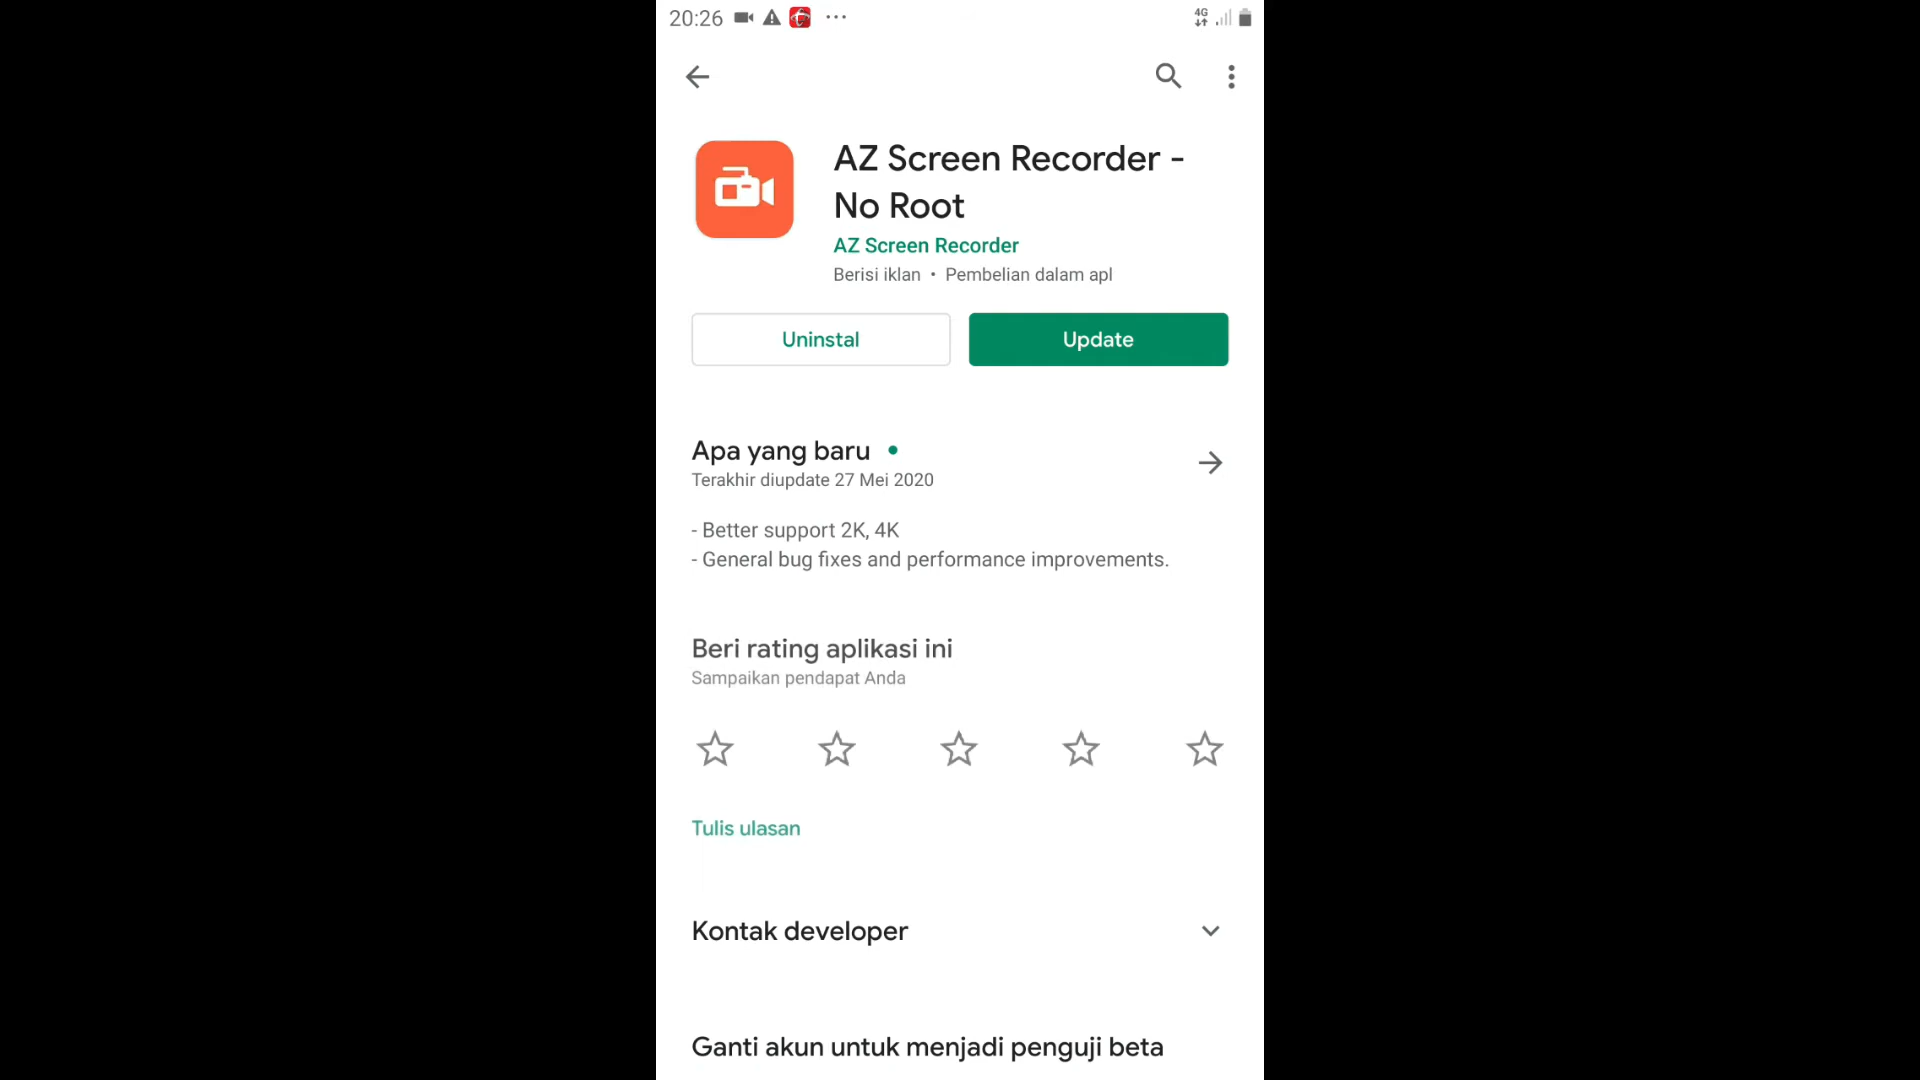 20:26
4G
AZ Screen Recorder -
No Root
AZ Screen Recorder
Berisi iklan • Pembelian dalam apl
Uninstal
Update
Apa yang baru
Terakhir diupdate 27 Mei 2020
- Better support 2K, 4K
- General bug fixes and performance improvements.
Beri rating aplikasi ini
Sampaikan pendapat Anda
Tulis ulasan
Kontak developer
Ganti akun untuk menjadi penguji beta